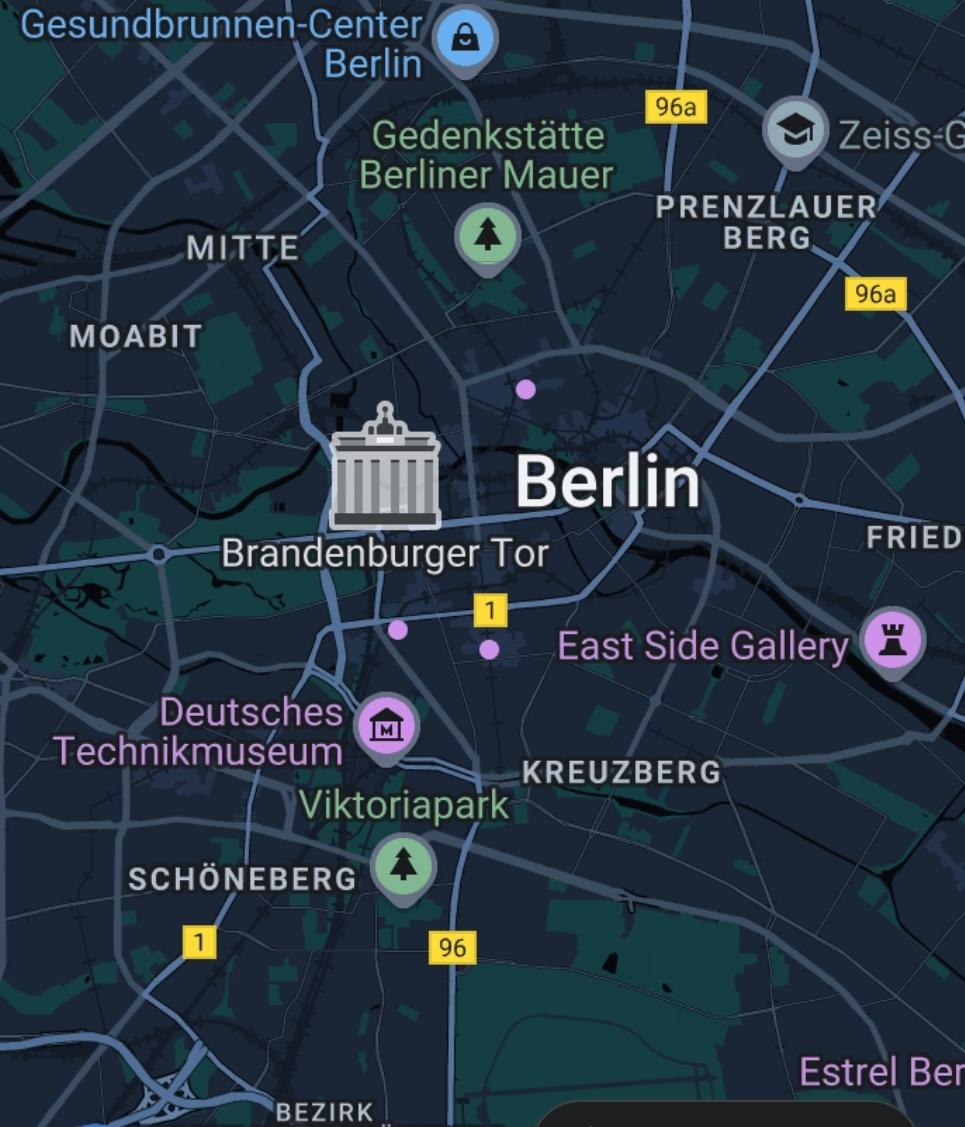 Gesundbrunnen-Center
Berlin
96a
Gedenkstätte
Berliner Mauer
Zeiss-G
PRENZLAUER
BERG
MITTE
96a
MOABIT
Berlin
FRIED
Brandenburger Tor
1
East Side Gallery
Deutsches
Technikmuseum
M
KREUZBERG
Viktoriapark
SCHÖNEBERG
1
96
Estrel Ber
BEZIRK